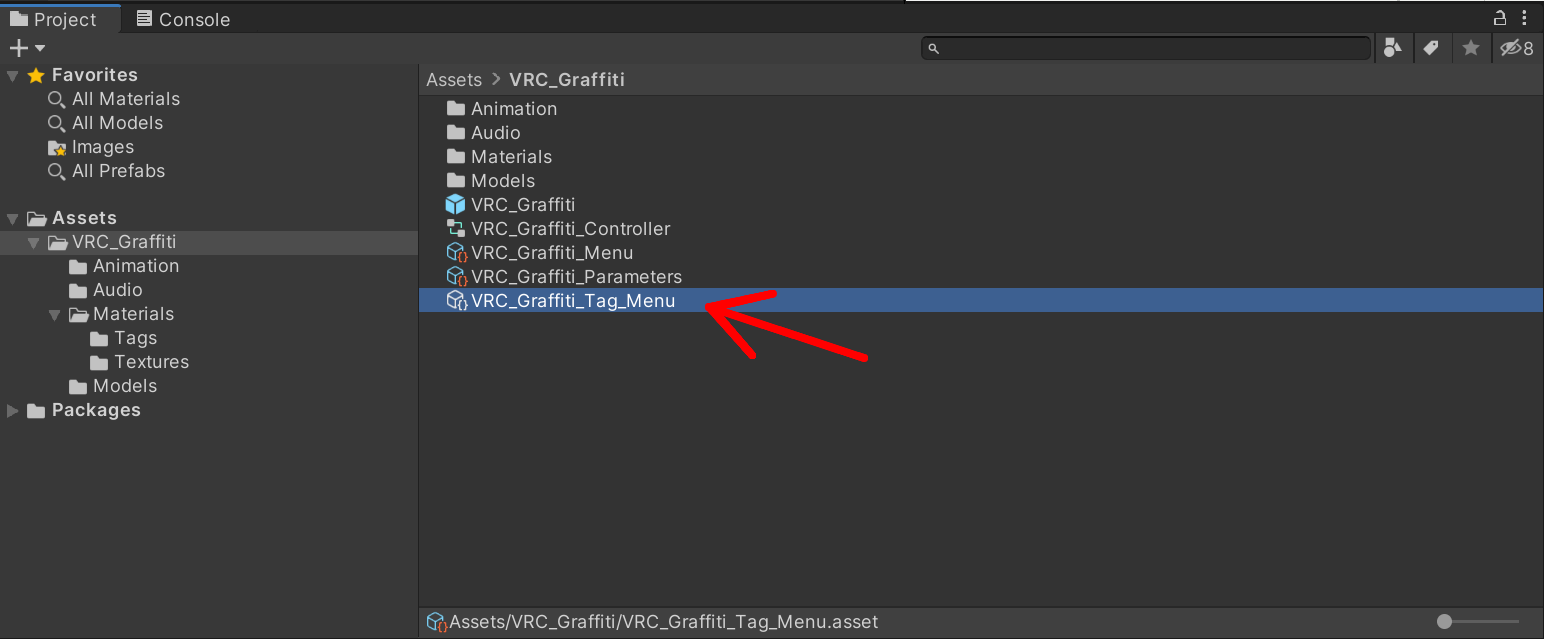 Project Console
8
Favorites
All Materials
All Models
Images
All Prefabs
Assets
VRC_Graffiti
Animation
Audio
Materials
Tags
Textures
Models
Packages
Assets > VRC_Graffiti
Animation
Audio
Materials
Models
VRC_Graffiti
VRC_Graffiti_Controller
VRC_Graffiti_Menu
VRC_Graffiti_Parameters
VRC_Graffiti_Tag_Menu
Assets/VRC_Graffiti/VRC_Graffiti_Tag_Menu.asset